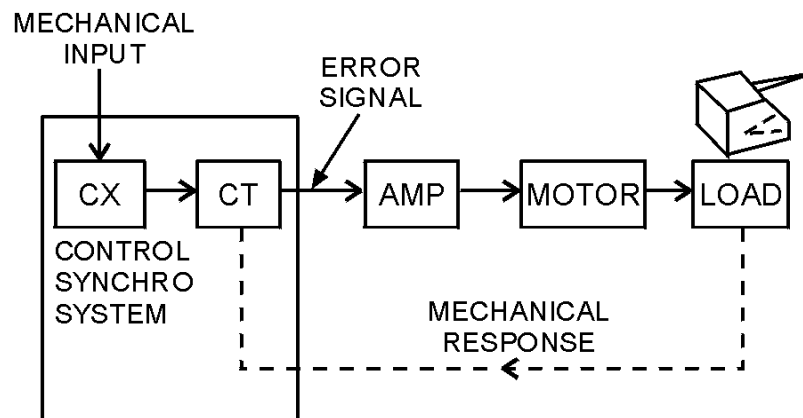 MECHANICAL
INPUT
ERROR
SIGNAL
CX
CT
AMP
MOTOR
LOAD
CONTROL
SYNCHRO
SYSTEM
MECHANICAL
RESPONSE